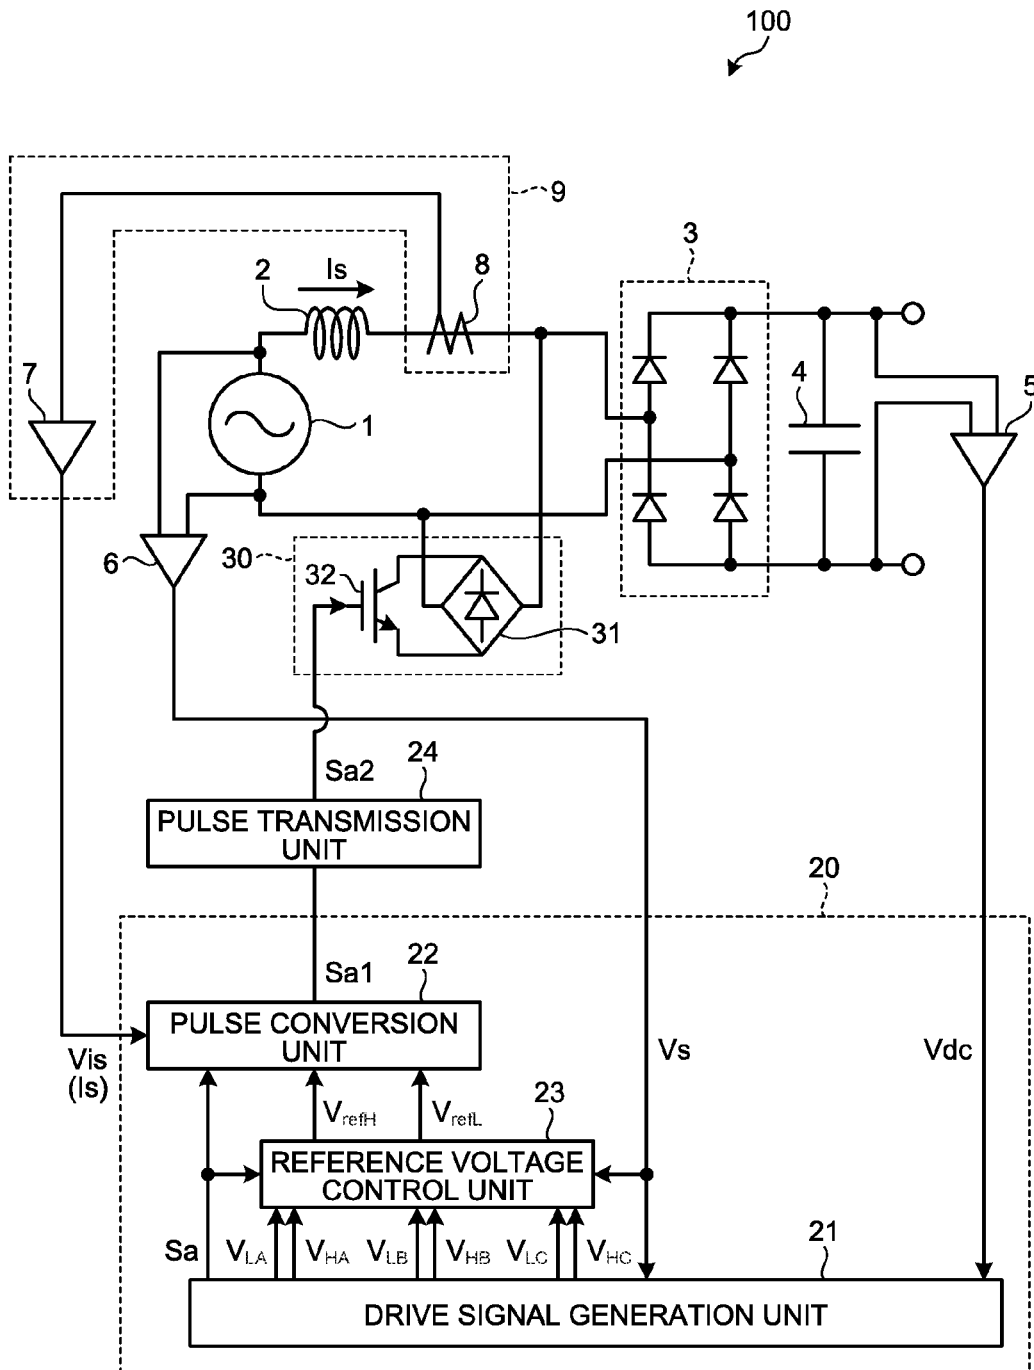 100
9
3
2
Is
8
4
5
7
1
6
30
32
31
24
Sa2
PULSE TRANSMISSION
UNIT
20
22
Sa1
PULSE CONVERSION
UNIT
Vis
(Is)
Vs
Vdc
VrefH
VrefL
23
REFERENCE VOLTAGE
CONTROL UNIT
Sa
VLA
VHA
VLB
VHB
VLC
VHC
21
DRIVE SIGNAL GENERATION UNIT